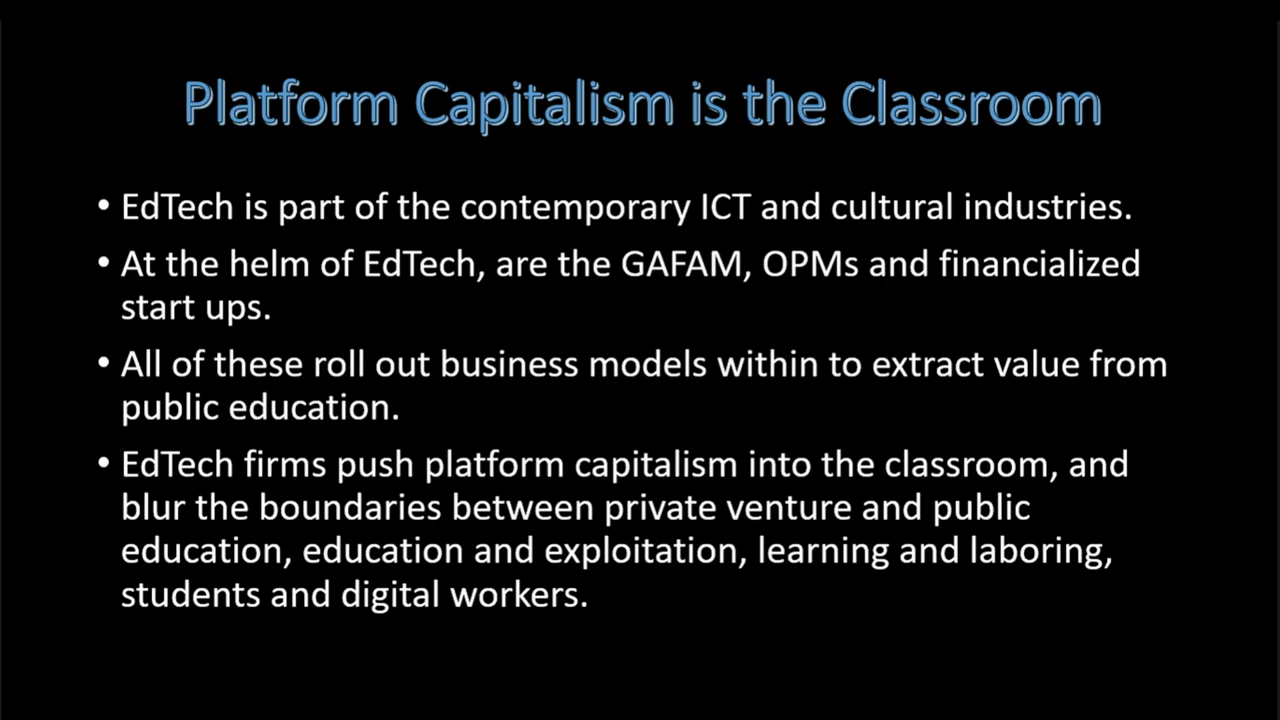 Platform Capitalism is the Classroom
• EdTech is part of the contemporary ICT and cultural industries.
• At the helm of EdTech, are the GAFAM, OPMs and financialized
start ups.
• All of these roll out business models within to extract value from
public education.
• EdTech firms push platform capitalism into the classroom, and
blur the boundaries between private venture and public
education, education and exploitation, learning and laboring,
students and digital workers.